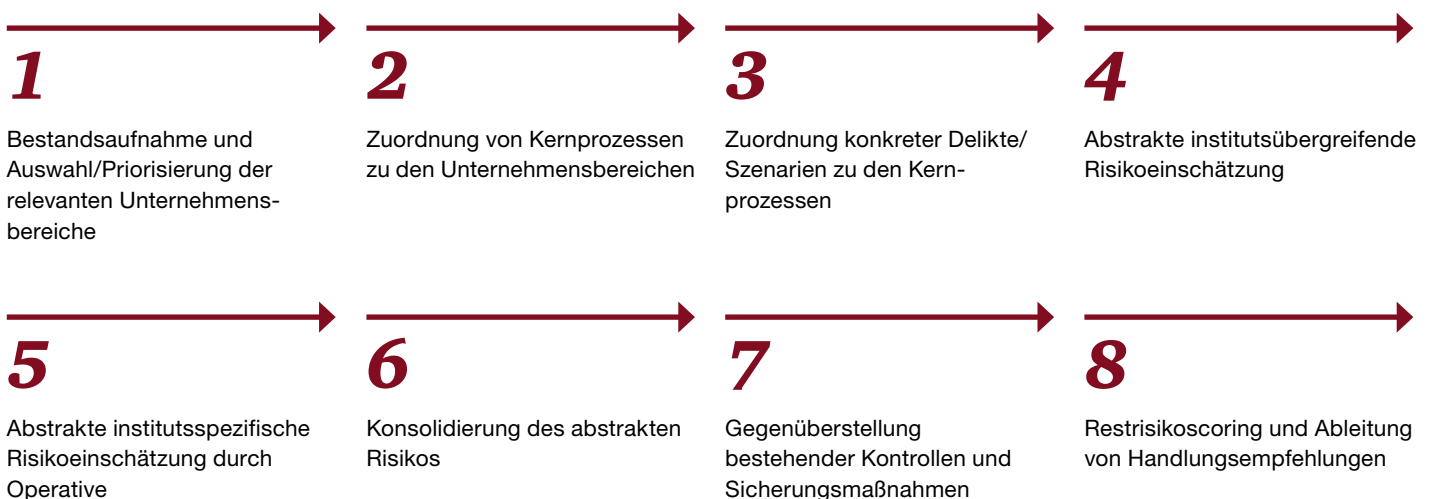 1
Bestandsaufnahme und
Auswahl/Priorisierung der
relevanten Unternehmens-
bereiche
2
Zuordnung von Kernprozessen
zu den Unternehmensbereichen
3
Zuordnung konkreter Delikte/
Szenarien zu den Kern-
prozessen
4
Abstrakte institutsübergreifende
Risikoeinschätzung
5
Abstrakte institutsspezifische
Risikoeinschätzung durch
Operative
6
Konsolidierung des abstrakten
Risikos
7
Gegenüberstellung
bestehender Kontrollen und
Sicherungsmaßnahmen
8
Restrisikoscoring und Ableitung
von Handlungsempfehlungen